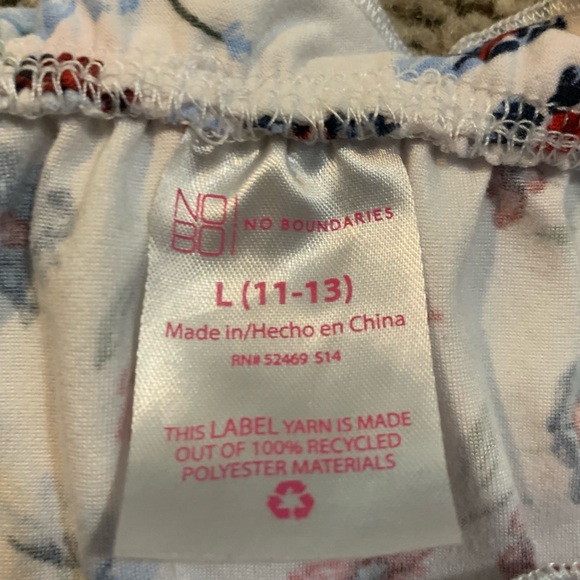 NO
BO
NO BOUNDARIES
L (11-13)
Made in/Hecho en China
RN# 52469 S14
THIS LABEL YARN IS MADE
OUT OF 100% RECYCLED
POLYESTER MATERIALS